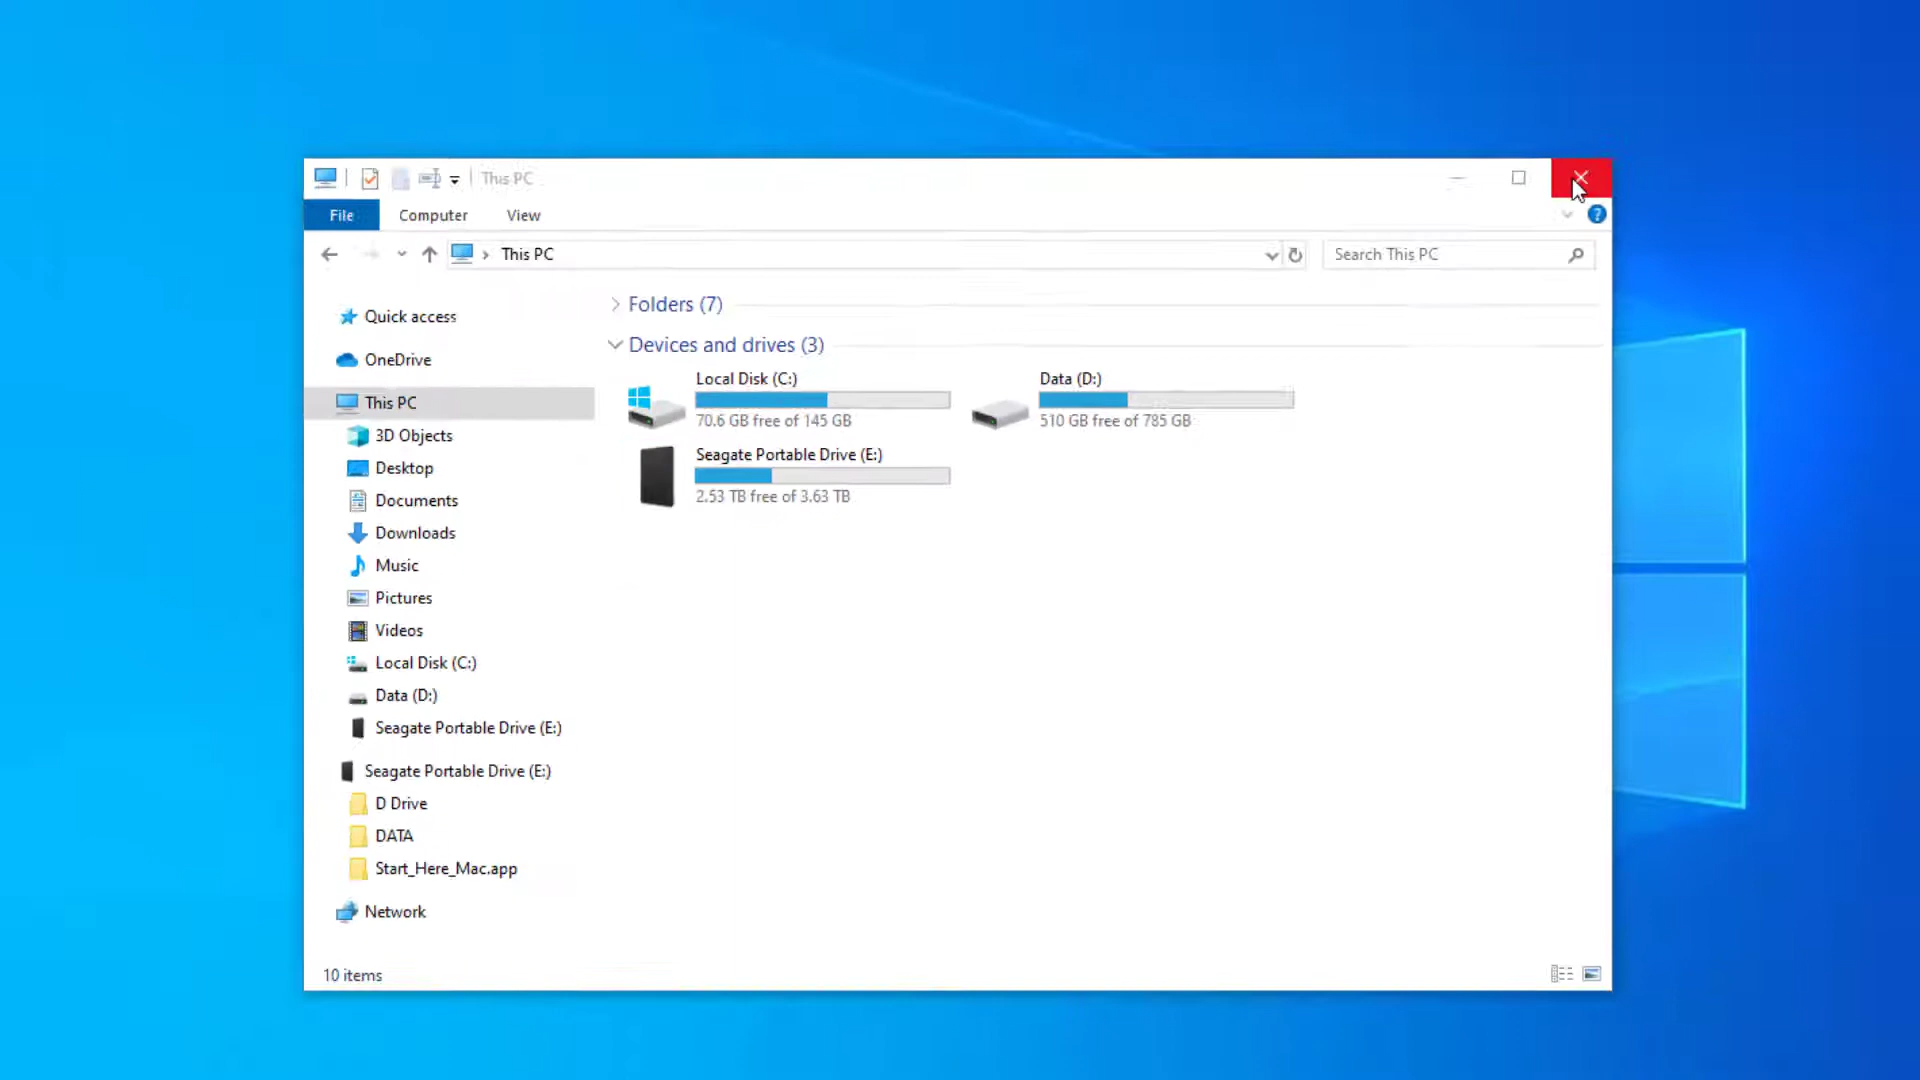 This PC
File Computer View
This PC
Search This PC
Quick access
OneDrive
This PC
3D Objects
Desktop
Documents
Downloads
Music
Pictures
Videos
Local Disk (C:)
Data (D:)
Seagate Portable Drive (E:)
Seagate Portable Drive (E:)
D Drive
DATA
Start_Here_Mac.app
Network
Folders (7)
Devices and drives (3)
Local Disk (C:)
70.6 GB free of 145 GB
Data (D:)
510 GB free of 785 GB
Seagate Portable Drive (E:)
2.53 TB free of 3.63 TB
10 items